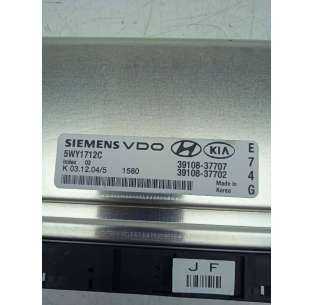 SIEMENS VDO HYUNDAI KIA
5WY1712C
Index 02
39108-37707
K 03.12.04/5 1580
39108-37702
Made in
Korea
E
7
4
G
J F